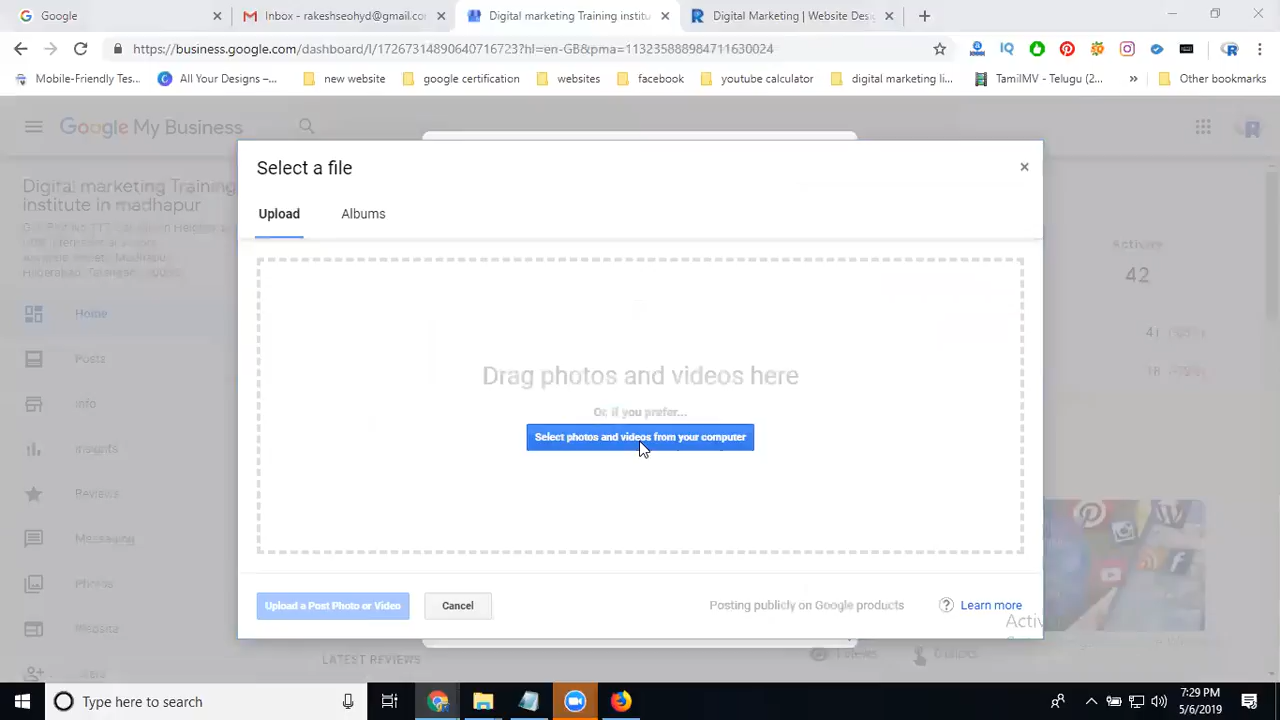 Google
Inbox - rakeshseohyd@gmail.co
Digital marketing Training institu
Digital Marketing | Website Desi
https://business.google.com/dashboard/l/17267314890640716723?hl=en-GB&pma=113235888984711630024
Mobile-Friendly Tes...
All Your Designs –...
new website
google certification
websites
facebook
youtube calculator
digital marketing li...
TamilMV - Telugu (2...
Other bookmarks
Google My Business
Digital marketing Training
institute in madhapur
Select a file
Upload
Albums
42
Home
Posts
Info
Insights
Reviews
Messaging
Photos
Website
Users
Drag photos and videos here
Or if you prefer...
Select photos and videos from your computer
Upload a Post Photo or Video
Cancel
Posting publicly on Google products
Learn more
LATEST REVIEWS
Type here to search
7:29 PM
5/6/2019